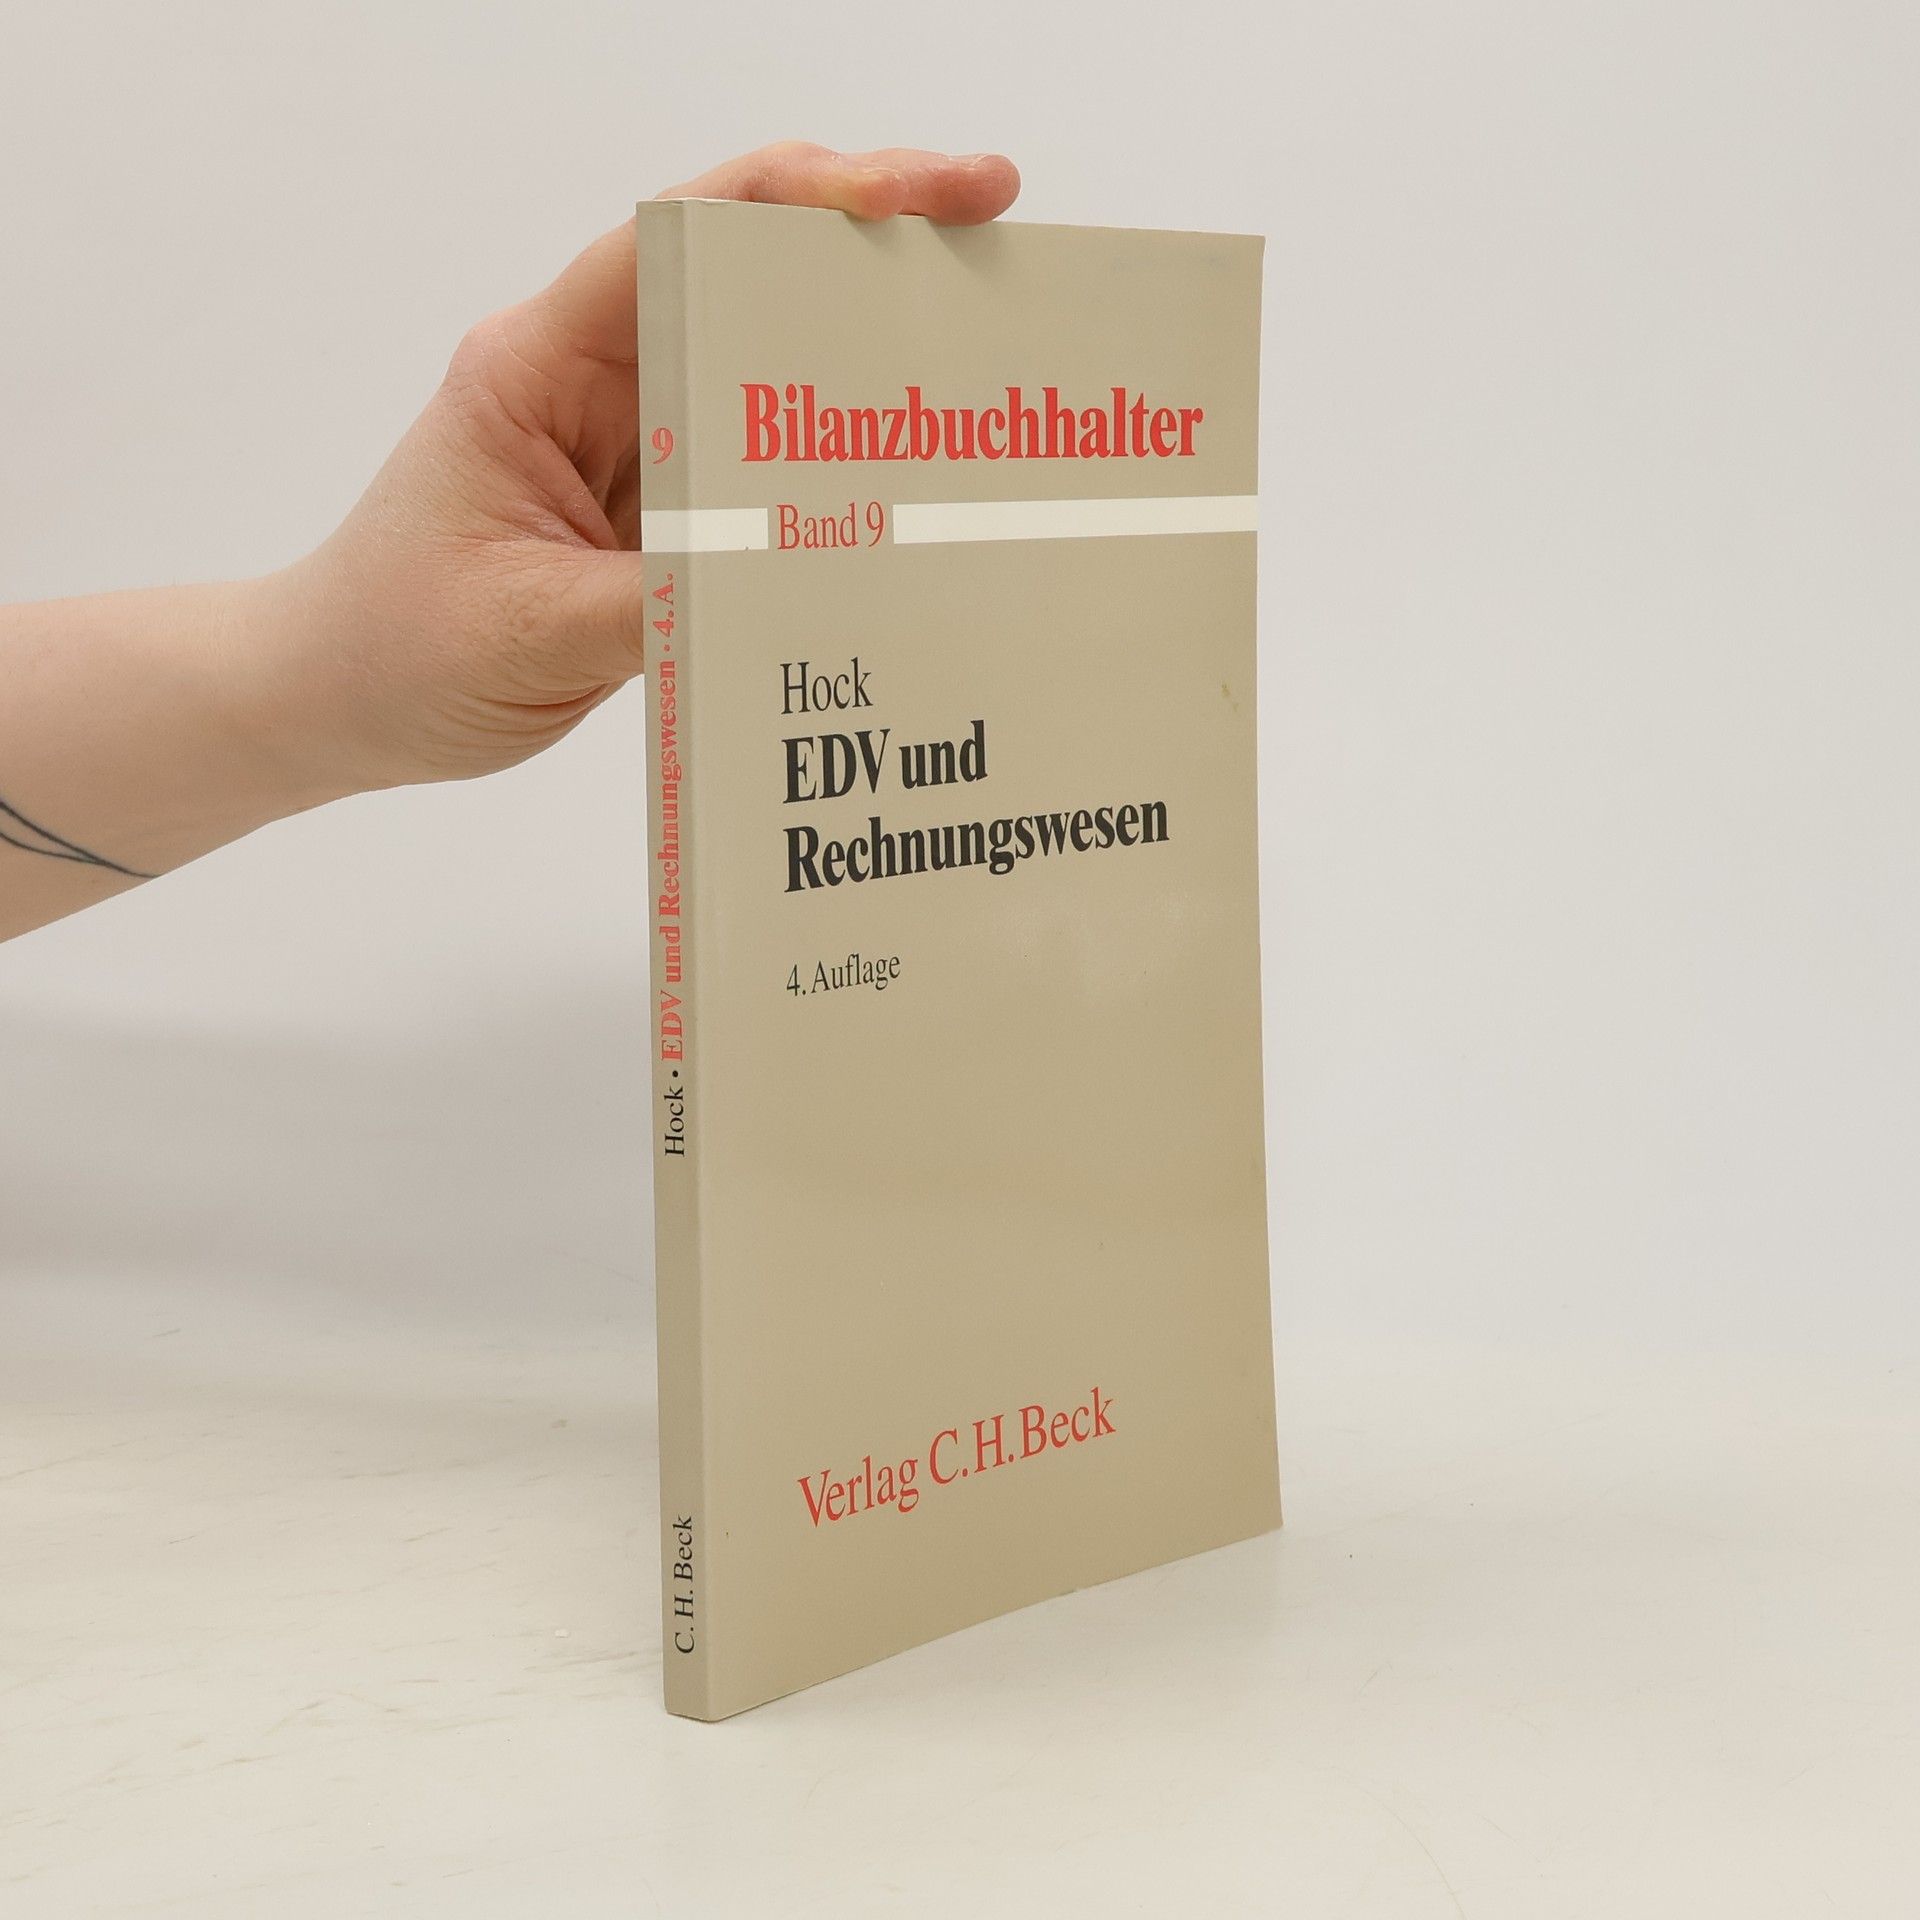 Bilanzbuchhalter
Band 9
Hock
EDV und
Rechnungswesen
4. Auflage
Verlag C.H.Beck
9
Hock • EDV und Rechnungswesen • 4. A.
C. H. Beck